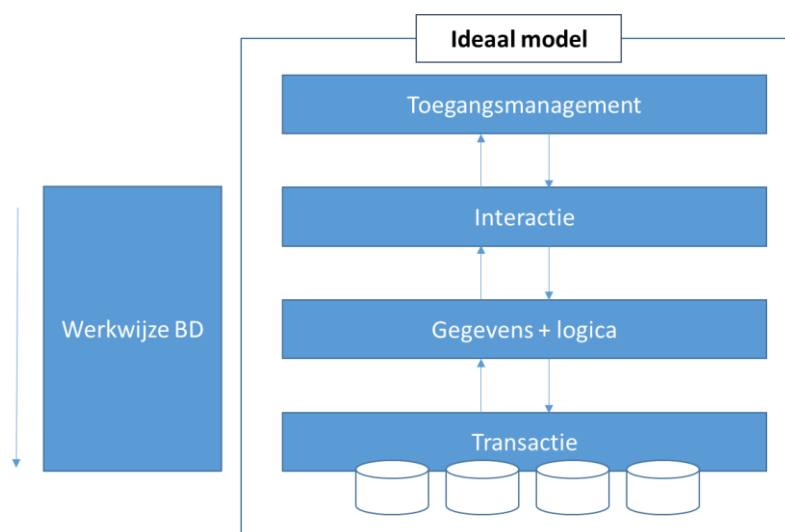 Ideaal model
Toegangsmanagement
Interactie
Werkwijze BD
Gegevens + logica
Transactie